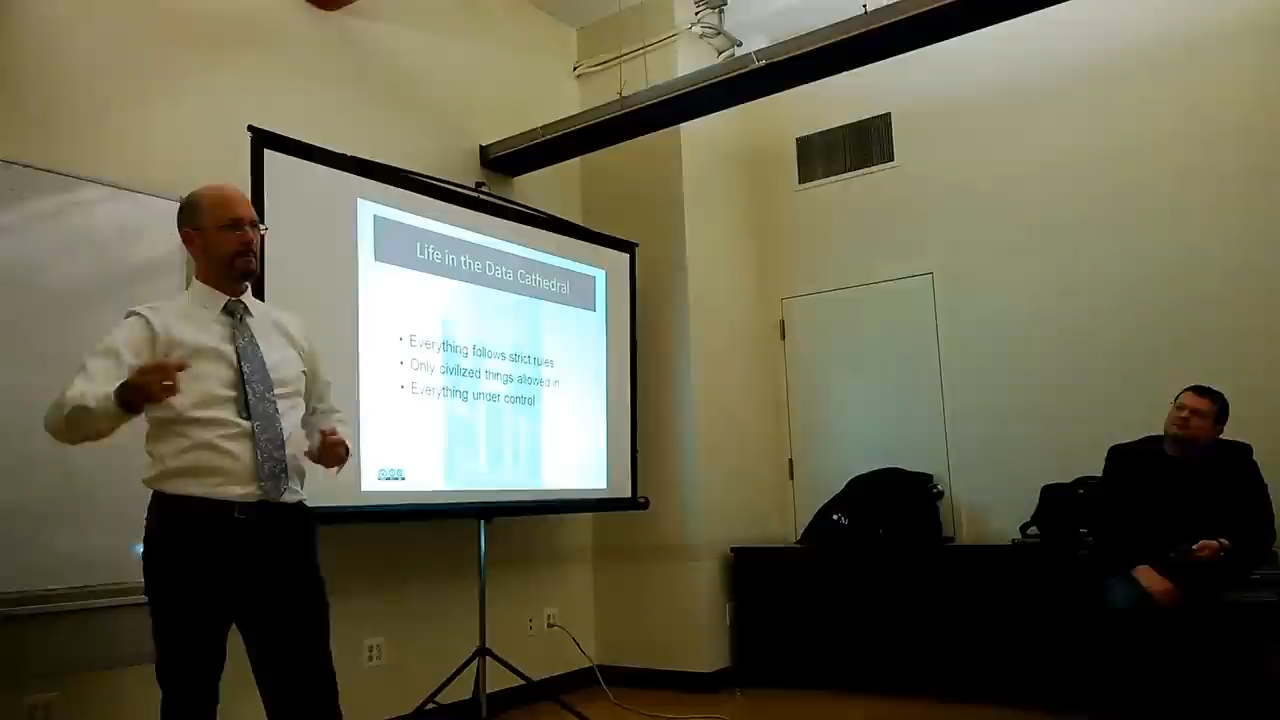 Life in the Data Cathedral
• Everything follows strict rules
• Only civilized things allowed in
• Everything under control